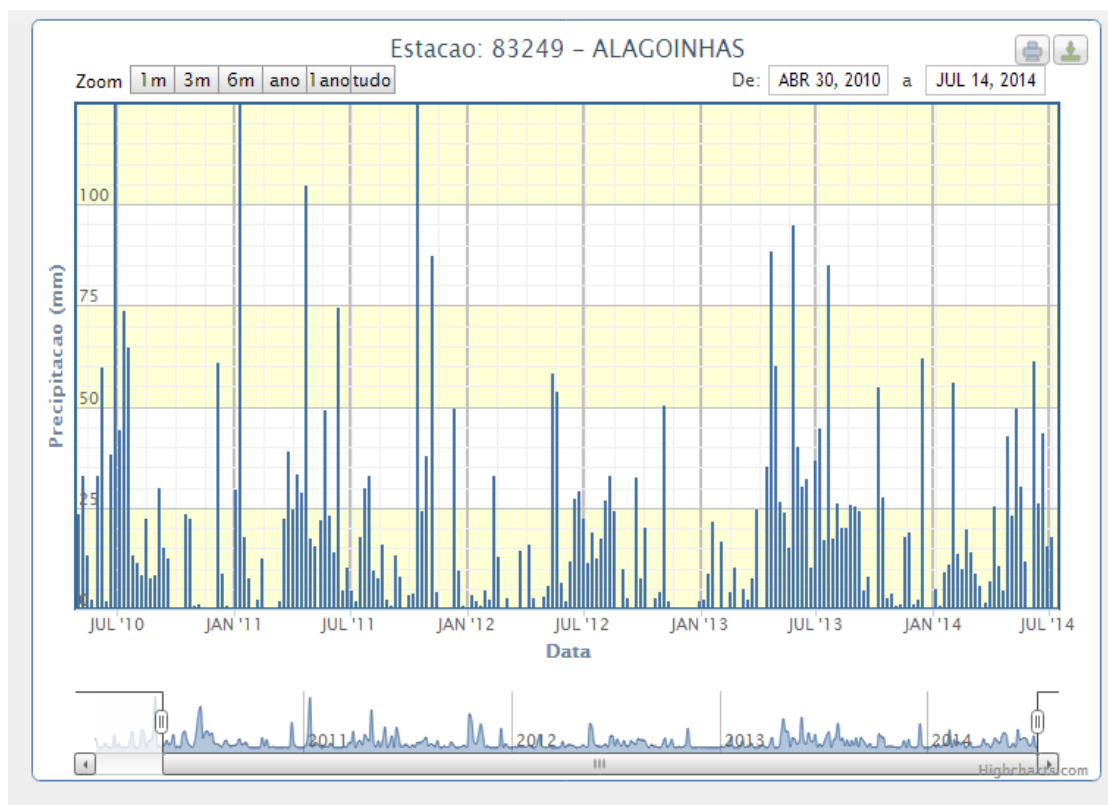 Estacao: 83249 – ALAGOINHAS
Zoom 1m 3m 6m ano 1ano tudo De: ABR 30, 2010 a JUL 14, 2014
Precipitacao (mm)
100
75
50
25
0
JUL '10 JAN '11 JUL '11 JAN '12 JUL '12 JAN '13 JUL '13 JAN '14 JUL '14
Data
2011 2012 2013 2014
Highcharts.com